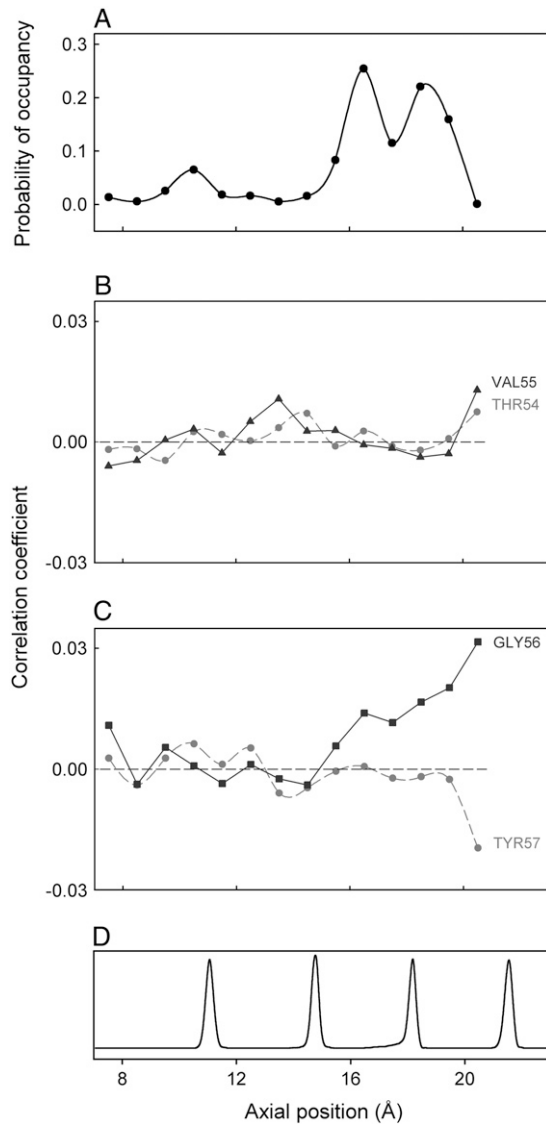 A
Probability of occupancy
0.3
0.2
0.1
0.0
B
Correlation coefficient
0.03
0.00
-0.03
VAL55
THR54
C
0.03
0.00
-0.03
GLY56
TYR57
D
8 12 16 20
Axial position (Å)